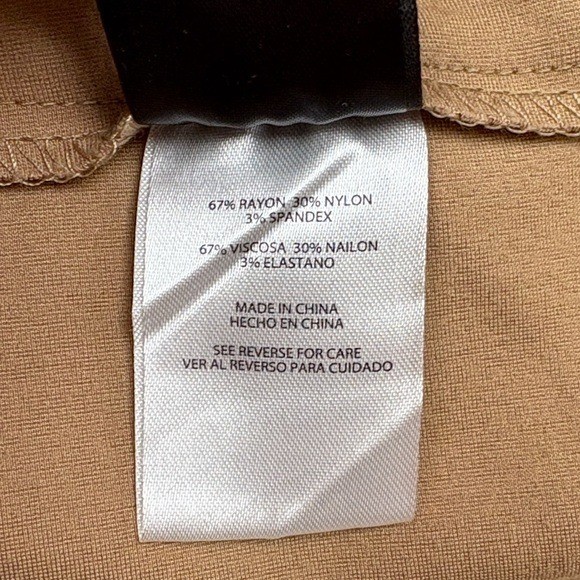 67% RAYON 30% NYLON
3% SPANDEX
67% VISCOSA 30% NAILON
3% ELASTANO
MADE IN CHINA
HECHO EN CHINA
SEE REVERSE FOR CARE
VER AL REVERSO PARA CUIDADO